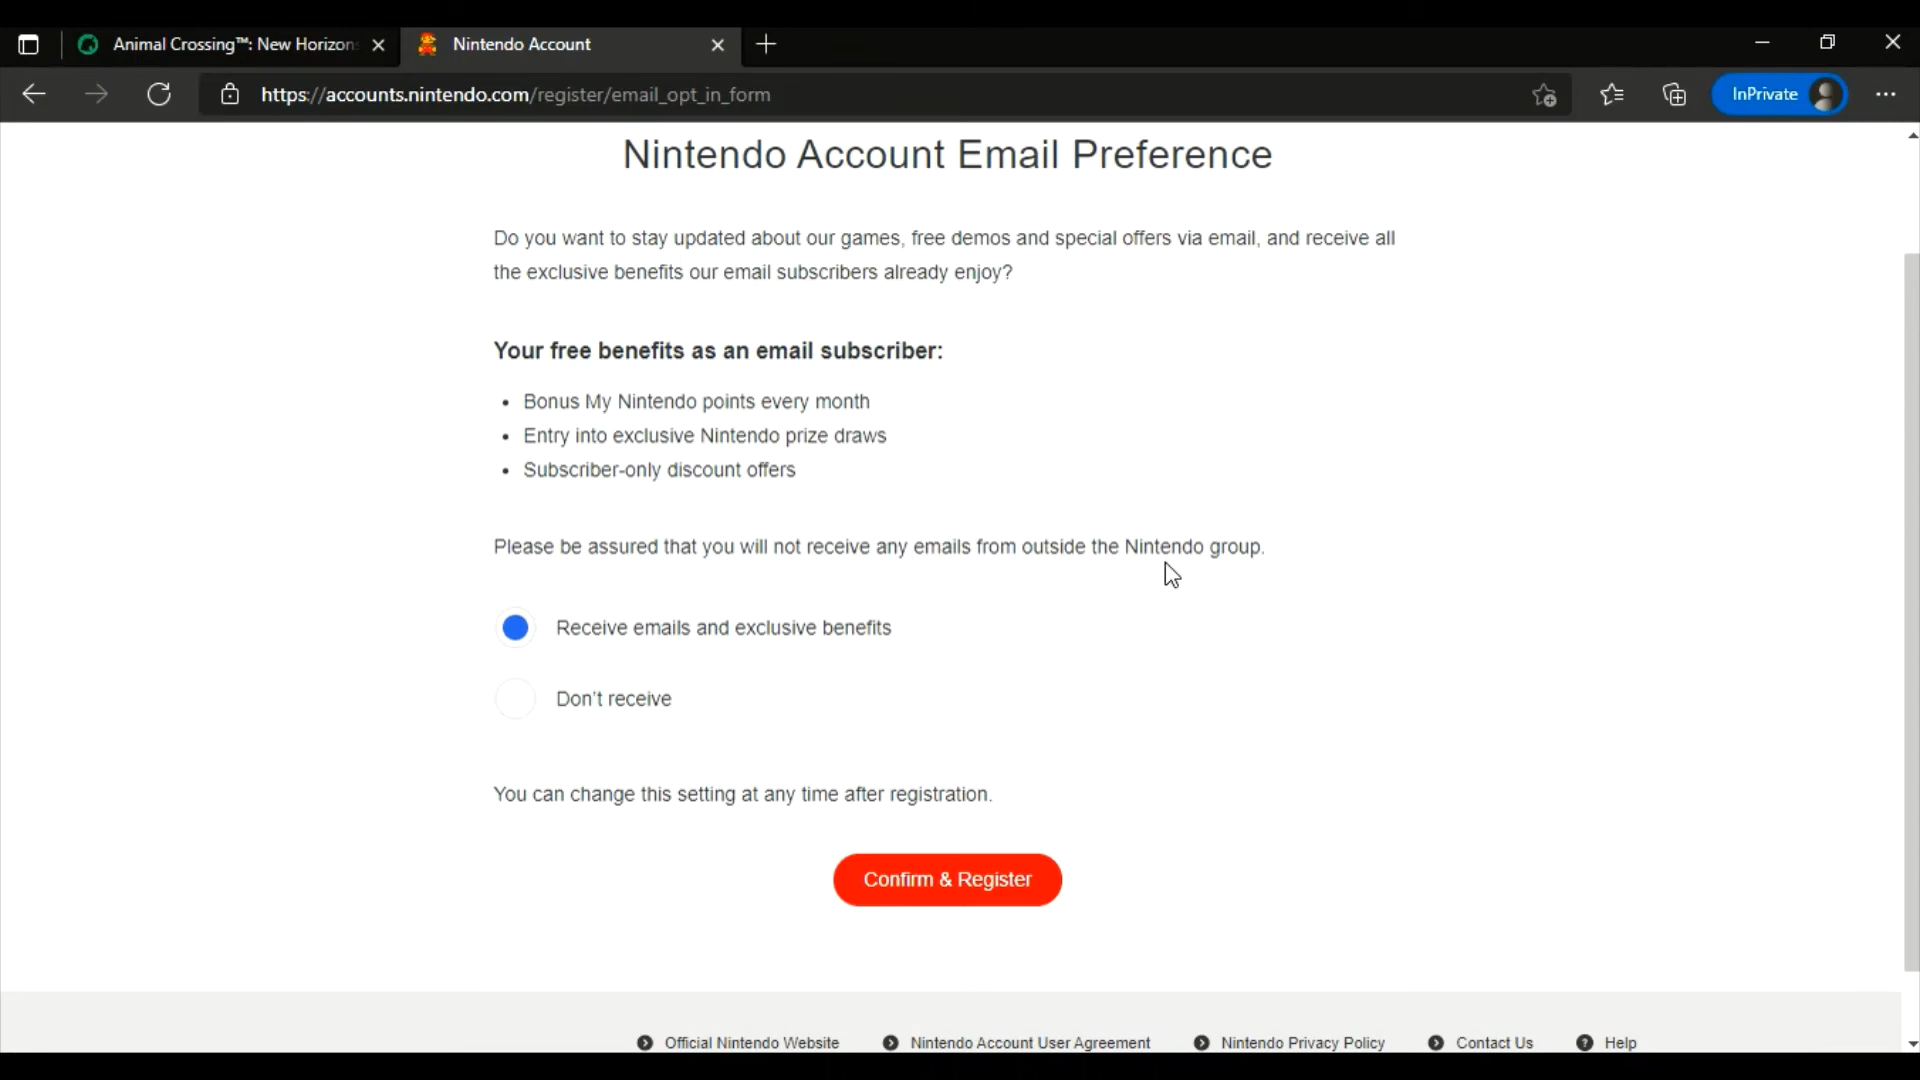 Animal Crossing™: New Horizon
Nintendo Account
https://accounts.nintendo.com/register/email_opt_in_form
InPrivate
Nintendo Account Email Preference
Do you want to stay updated about our games, free demos and special offers via email, and receive all
the exclusive benefits our email subscribers already enjoy?
Your free benefits as an email subscriber:
• Bonus My Nintendo points every month
• Entry into exclusive Nintendo prize draws
• Subscriber-only discount offers
Please be assured that you will not receive any emails from outside the Nintendo group.
Receive emails and exclusive benefits
Don't receive
You can change this setting at any time after registration.
Confirm & Register
Official Nintendo Website
Nintendo Account User Agreement
Nintendo Privacy Policy
Contact Us
Help